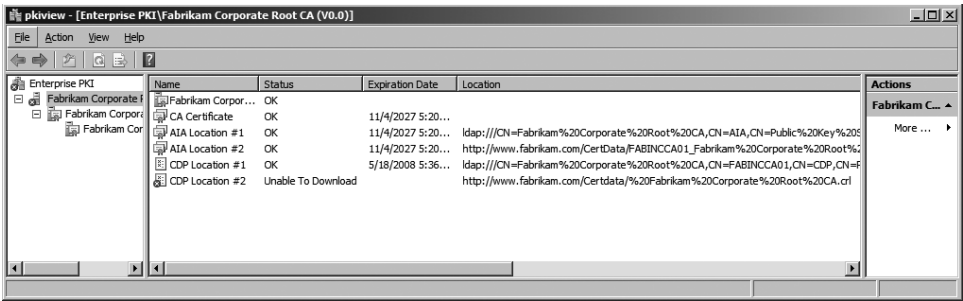 pkiview - [Enterprise PKI\Fabrikam Corporate Root CA (V0.0)]
File Action View Help
Enterprise PKI
Fabrikam Corporate
Fabrikam Corpora
Fabrikam Cor
Name Status Expiration Date Location
Fabrikam Corpor... OK
CA Certificate OK 11/4/2027 5:20...
AIA Location #1 OK 11/4/2027 5:20... ldap:///CN=Fabrikam%20Corporate%20Root%20CA,CN=AIA,CN=Public%20Key%20S
AIA Location #2 OK 11/4/2027 5:20... http://www.fabrikam.com/CertData/FABINCCA01_Fabrikam%20Corporate%20Root%2
CDP Location #1 OK 5/18/2008 5:36... ldap:///CN=Fabrikam%20Corporate%20Root%20CA,CN=FABINCCA01,CN=CDP,CN=P
CDP Location #2 Unable To Download http://www.fabrikam.com/Certdata/%20Fabrikam%20Corporate%20Root%20CA.crl
Actions
Fabrikam C...
More ...